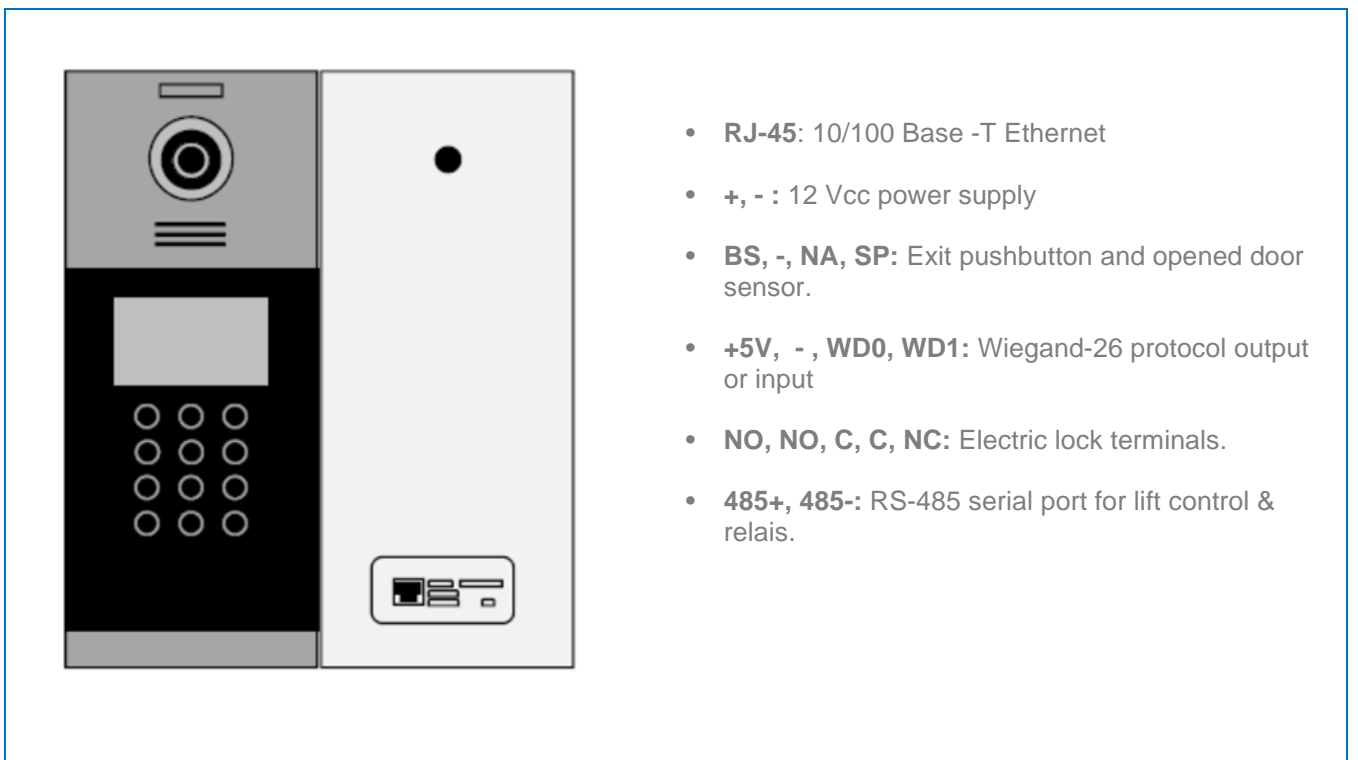 • RJ-45: 10/100 Base -T Ethernet
• +, - : 12 Vcc power supply
• BS, -, NA, SP: Exit pushbutton and opened door
sensor.
• +5V, - , WD0, WD1: Wiegand-26 protocol output
or input
• NO, NO, C, C, NC: Electric lock terminals.
• 485+, 485-: RS-485 serial port for lift control &
relais.